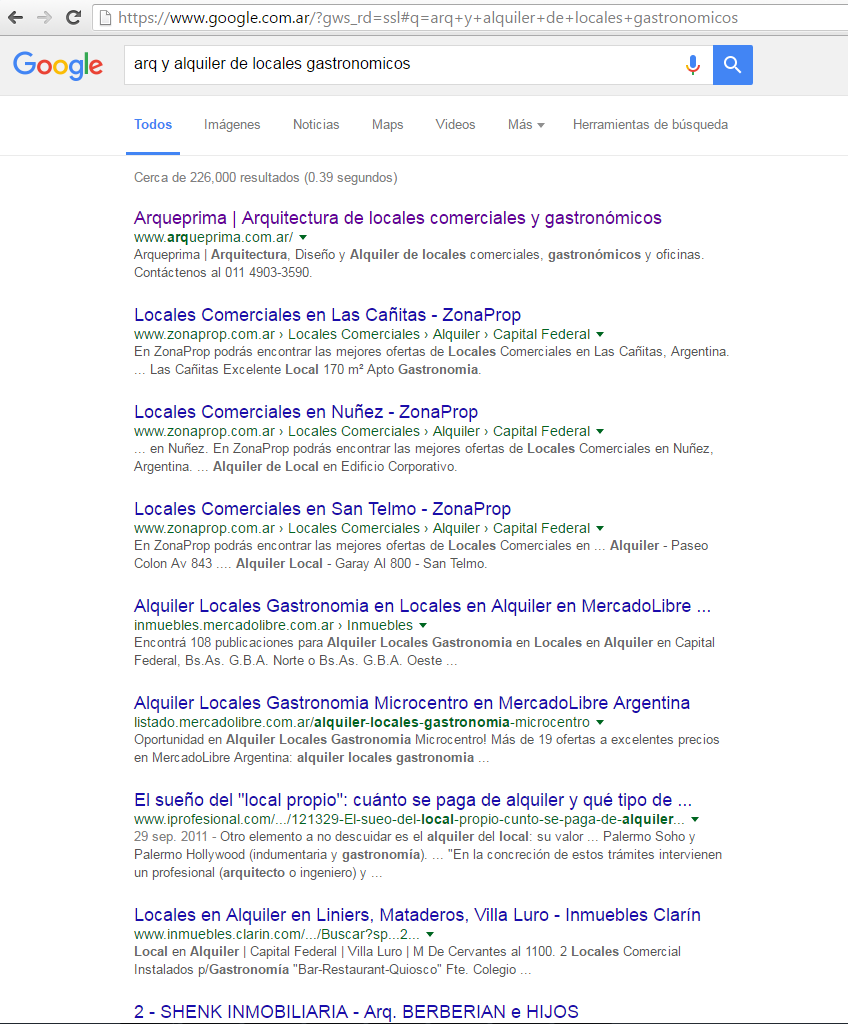 https://www.google.com.ar/?gws_rd=ssl#q=arq+y+alquiler+de+locales+gastronomicos
Google
arq y alquiler de locales gastronomicos
Todos Imágenes Noticias Maps Videos Más Herramientas de búsqueda
Cerca de 226,000 resultados (0.39 segundos)
Arqueprima | Arquitectura de locales comerciales y gastronómicos
www.arqueprima.com.ar/
Arqueprima | Arquitectura, Diseño y Alquiler de locales comerciales, gastronómicos y oficinas.
Contáctenos al 011 4903-3590.
Locales Comerciales en Las Cañitas - ZonaProp
www.zonaprop.com.ar › Locales Comerciales › Alquiler › Capital Federal
En ZonaProp podrás encontrar las mejores ofertas de Locales Comerciales en Las Cañitas, Argentina.
... Las Cañitas Excelente Local 170 m² Apto Gastronomia.
Locales Comerciales en Nuñez - ZonaProp
www.zonaprop.com.ar › Locales Comerciales › Alquiler › Capital Federal
... en Nuñez. En ZonaProp podrás encontrar las mejores ofertas de Locales Comerciales en Nuñez,
Argentina. ... Alquiler de Local en Edificio Corporativo.
Locales Comerciales en San Telmo - ZonaProp
www.zonaprop.com.ar › Locales Comerciales › Alquiler › Capital Federal
En ZonaProp podrás encontrar las mejores ofertas de Locales Comerciales en ... Alquiler - Paseo
Colon Av 843 .... Alquiler Local - Garay Al 800 - San Telmo.
Alquiler Locales Gastronomia en Locales en Alquiler en MercadoLibre ...
inmuebles.mercadolibre.com.ar › Inmuebles
Encontrá 108 publicaciones para Alquiler Locales Gastronomia en Locales en Alquiler en Capital
Federal, Bs.As. G.B.A. Norte o Bs.As. G.B.A. Oeste ...
Alquiler Locales Gastronomia Microcentro en MercadoLibre Argentina
listado.mercadolibre.com.ar/alquiler-locales-gastronomia-microcentro
Oportunidad en Alquiler Locales Gastronomia Microcentro! Más de 19 ofertas a excelentes precios
en MercadoLibre Argentina: alquiler locales gastronomia ...
El sueño del "local propio": cuánto se paga de alquiler y qué tipo de ...
www.iprofesional.com/.../121329-El-sueo-del-local-propio-cunto-se-paga-de-alquiler...
29 sep. 2011 - Otro elemento a no descuidar es el alquiler del local: su valor ... Palermo Soho y
Palermo Hollywood (indumentaria y gastronomía). ... "En la concreción de estos trámites intervienen
un profesional (arquitecto o ingeniero) y ...
Locales en Alquiler en Liniers, Mataderos, Villa Luro - Inmuebles Clarín
www.inmuebles.clarin.com/.../Buscar?sp...2...
Local en Alquiler | Capital Federal | Villa Luro | M De Cervantes al 1100. 2 Locales Comercial
Instalados p/Gastronomía "Bar-Restaurant-Quiosco" Fte. Colegio ...
2 - SHENK INMOBILIARIA - Arq. BERBERIAN e HIJOS